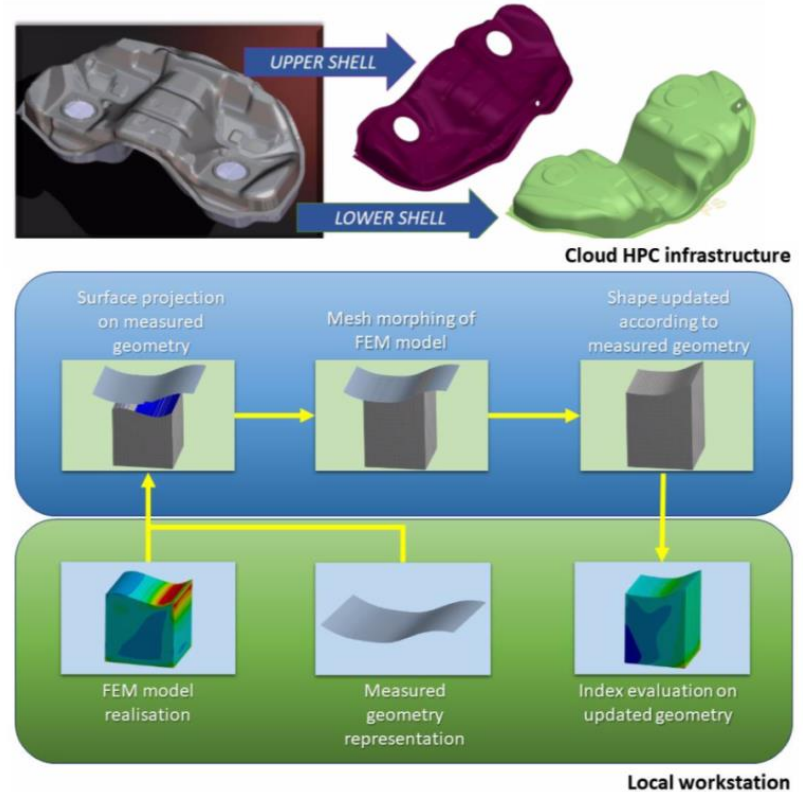 UPPER SHELL
LOWER SHELL
Cloud HPC infrastructure
Surface projection
on measured
geometry
Mesh morphing of
FEM model
Shape updated
according to
measured geometry
FEM model
realisation
Measured
geometry
representation
Index evaluation on
updated geometry
Local workstation